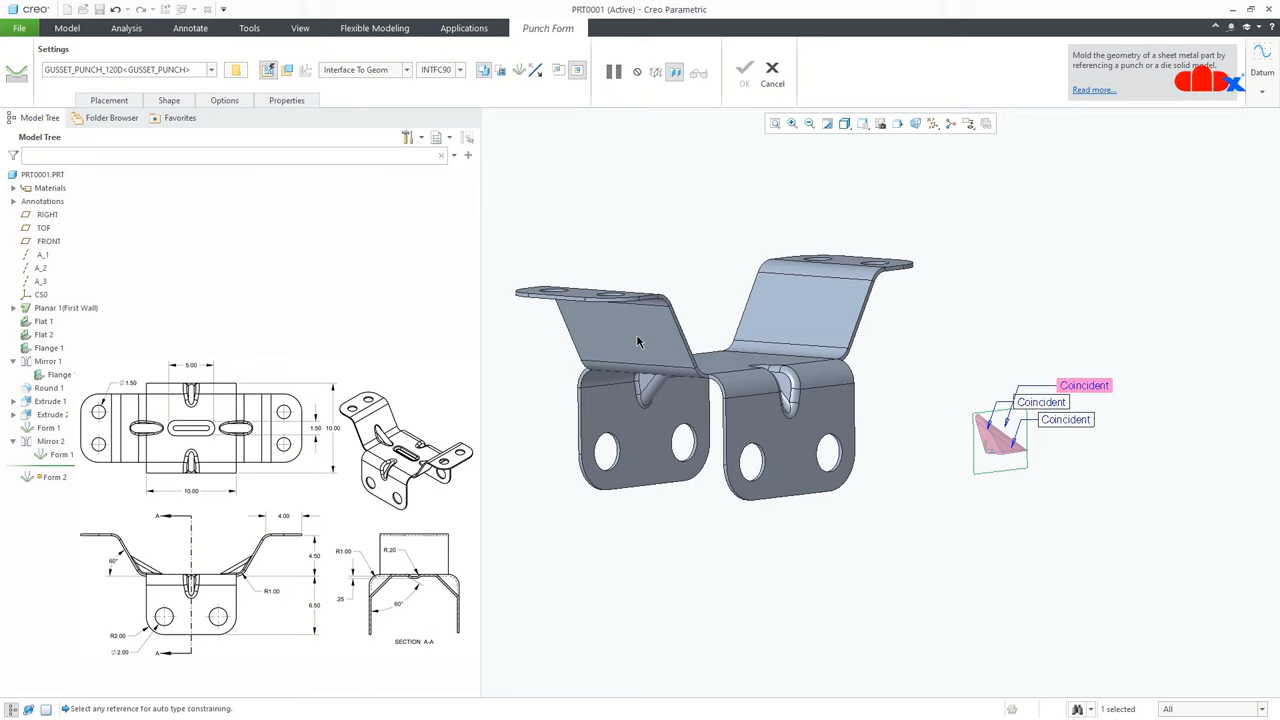 creo
PRT0001 (Active) - Creo Parametric
File Model Analysis Annotate Tools View Flexible Modeling Applications Punch Form
Settings
GUSSET_PUNCH_120D<GUSSET_PUNCH>
Interface To Geom
INTFC90
OK
Cancel
Mold the geometry of a sheet metal part by
referencing a punch or a die solid model.
Read more...
Datum
Placement Shape Options Properties
Model Tree Folder Browser Favorites
Model Tree
PRT0001.PRT
Materials
Annotations
RIGHT
TOP
FRONT
A_1
A_2
A_3
CS0
Planar 1(First Wall)
Flat 1
Flat 2
Flange 1
Mirror 1
Flange
Round 1
Extrude 1
Extrude 2
Form 1
Mirror 2
Form 1
Form 2
5.00
Ø 1.50
1.50
10.00
10.00
A
4.00
60°
4.50
6.50
R1.00
R2.00
Ø 2.00
A
R1.00
R.20
.25
60°
SECTION A-A
Coincident
Coincident
Coincident
Select any reference for auto type constraining.
1 selected
All